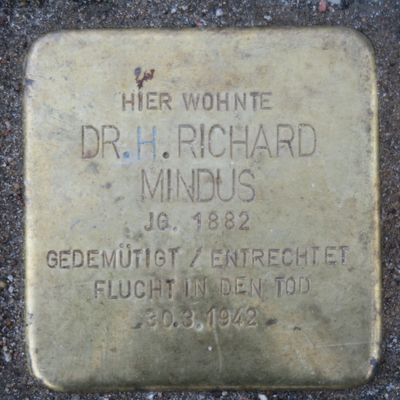 HIER WOHNTE
DR. H. RICHARD
MINDUS
JG. 1882
GEDEMÜTIGT / ENTRECHTET
FLUCHT IN DEN TOD
30.3.1942